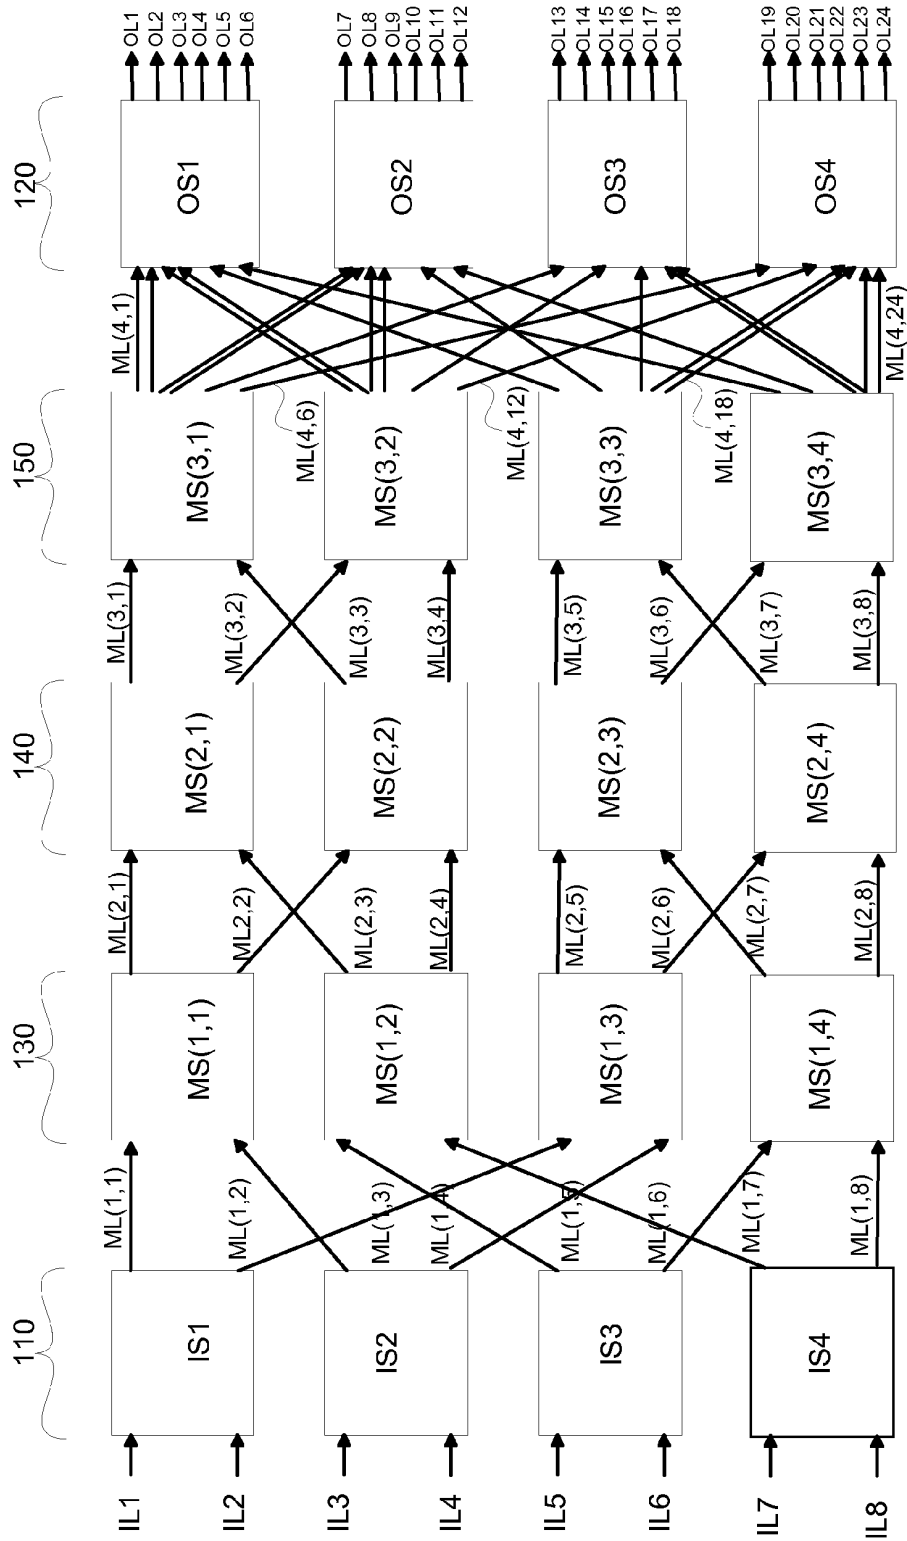 110
130
140
150
120
IL1
IL2
IL3
IL4
IL5
IL6
IL7
IL8
IS1
IS2
IS3
IS4
ML(1,1)
ML(1,2)
ML(1,3)
ML(1,4)
ML(1,5)
ML(1,6)
ML(1,7)
ML(1,8)
MS(1,1)
MS(1,2)
MS(1,3)
MS(1,4)
ML(2,1)
ML2,2)
ML(2,3)
ML(2,4)
ML(2,5)
ML(2,6)
ML(2,7)
ML(2,8)
MS(2,1)
MS(2,2)
MS(2,3)
MS(2,4)
ML(3,1)
ML(3,2)
ML(3,3)
ML(3,4)
ML(3,5)
ML(3,6)
ML(3,7)
ML(3,8)
MS(3,1)
MS(3,2)
MS(3,3)
MS(3,4)
ML(4,1)
ML(4,6)
ML(4,12)
ML(4,18)
ML(4,24)
OS1
OS2
OS3
OS4
OL1
OL2
OL3
OL4
OL5
OL6
OL7
OL8
OL9
OL10
OL11
OL12
OL13
OL14
OL15
OL16
OL17
OL18
OL19
OL20
OL21
OL22
OL23
OL24